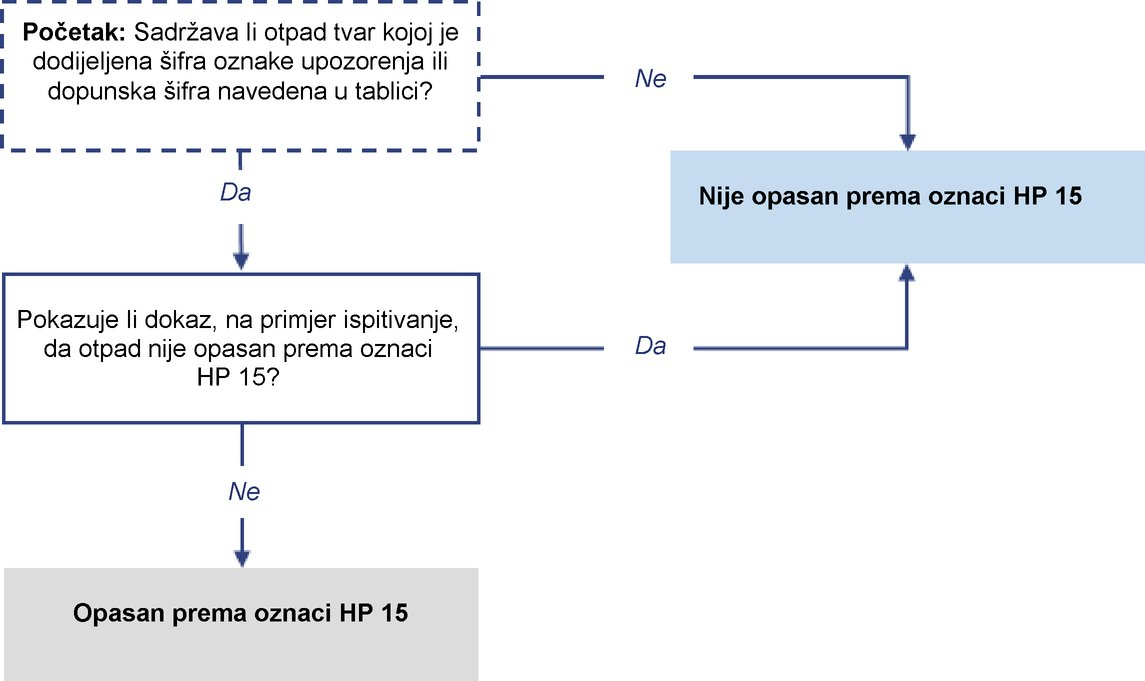 Početak: Sadržava li otpad tvar kojoj je
dodijeljena šifra oznake upozorenja ili
dopunska šifra navedena u tablici?
Ne
Nije opasan prema oznaci HP 15
Da
Pokazuje li dokaz, na primjer ispitivanje,
da otpad nije opasan prema oznaci
HP 15?
Da
Ne
Opasan prema oznaci HP 15